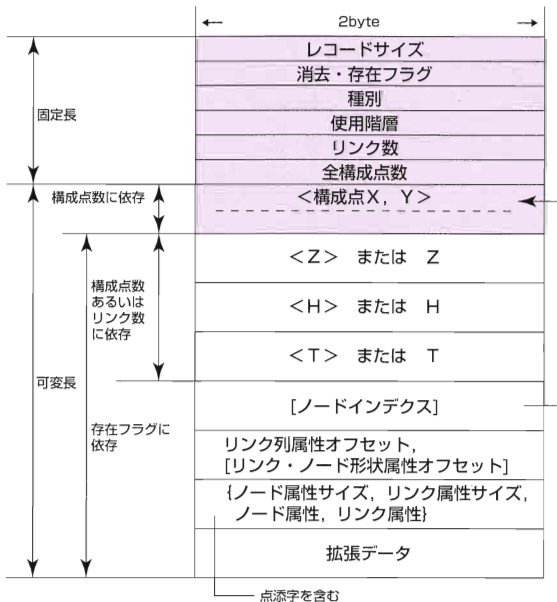 2byte
レコードサイズ
消去・存在フラグ
種別
使用階層
リンク数
全構成点数
固定長
構成点数に依存
＜構成点X，Y＞
＜Z＞ または Z
＜H＞ または H
＜T＞ または T
構成点数
あるいは
リンク数
に依存
可変長
存在フラグに
依存
[ノードインデクス]
リンク列属性オフセット，
[リンク・ノード形状属性オフセット]
{ノード属性サイズ，リンク属性サイズ，
ノード属性，リンク属性}
拡張データ
点添字を含む